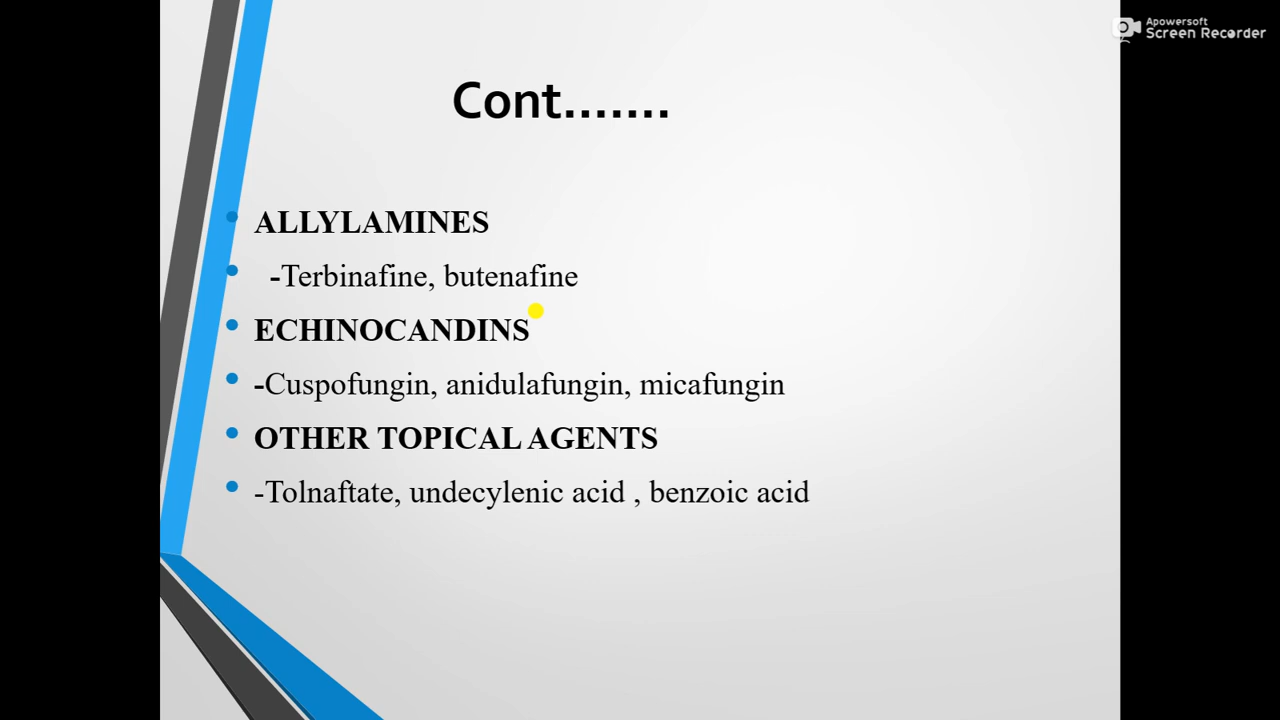 Apowersoft
Screen Recorder
Cont.......
• ALLYLAMINES
• -Terbinafine, butenafine
• ECHINOCANDINS
• -Cuspofungin, anidulafungin, micafungin
• OTHER TOPICAL AGENTS
• -Tolnaftate, undecylenic acid , benzoic acid